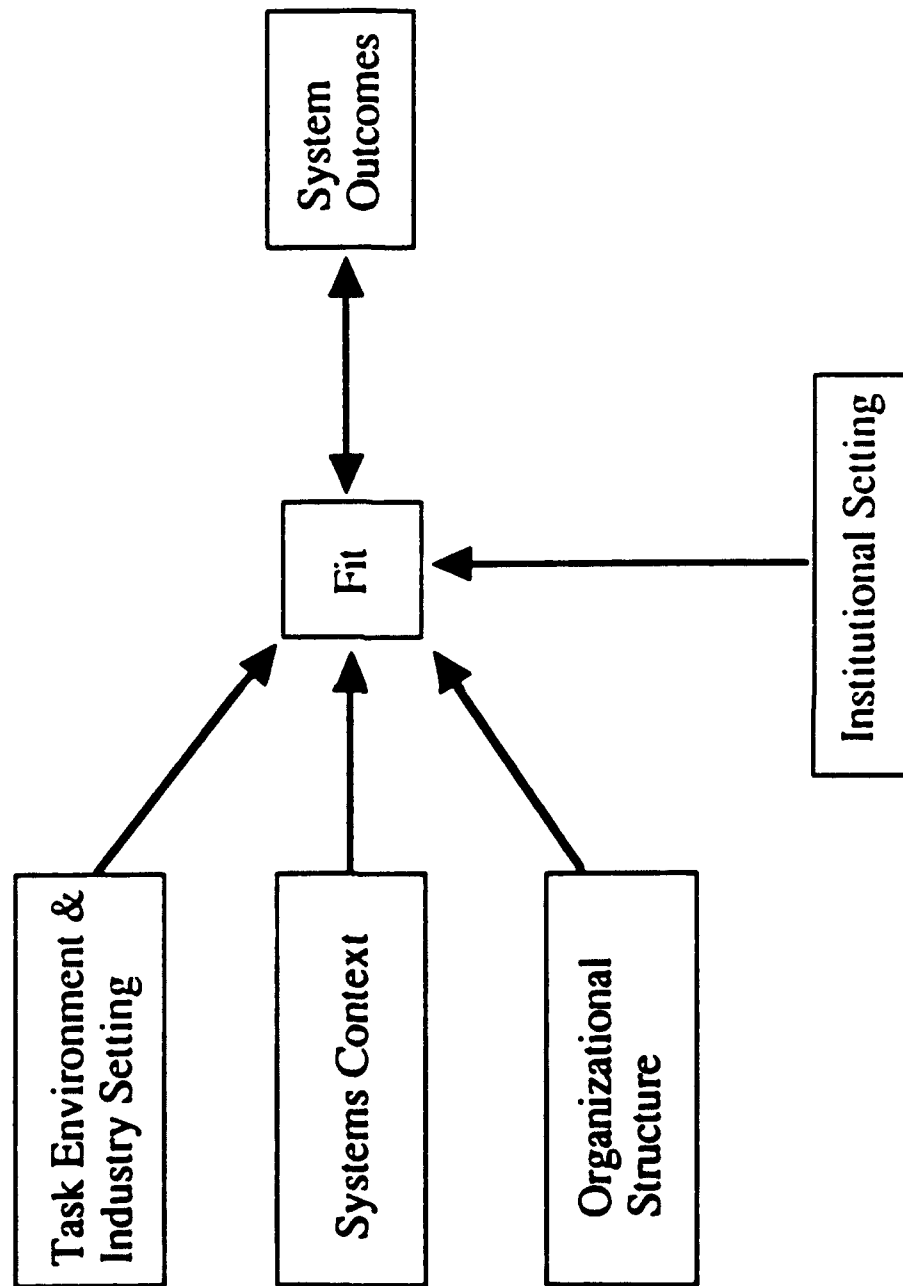 Task Environment &
Industry Setting
Systems Context
Organizational
Structure
Fit
Institutional Setting
System
Outcomes